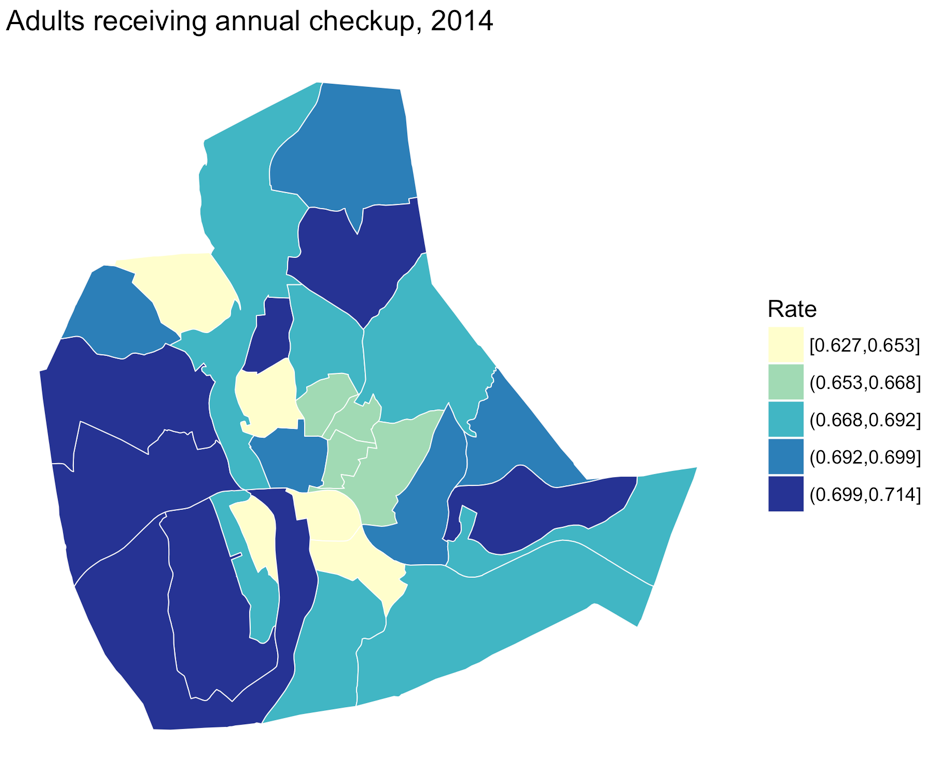 Adults receiving annual checkup, 2014
Rate
[0.627,0.653]
(0.653,0.668]
(0.668,0.692]
(0.692,0.699]
(0.699,0.714]